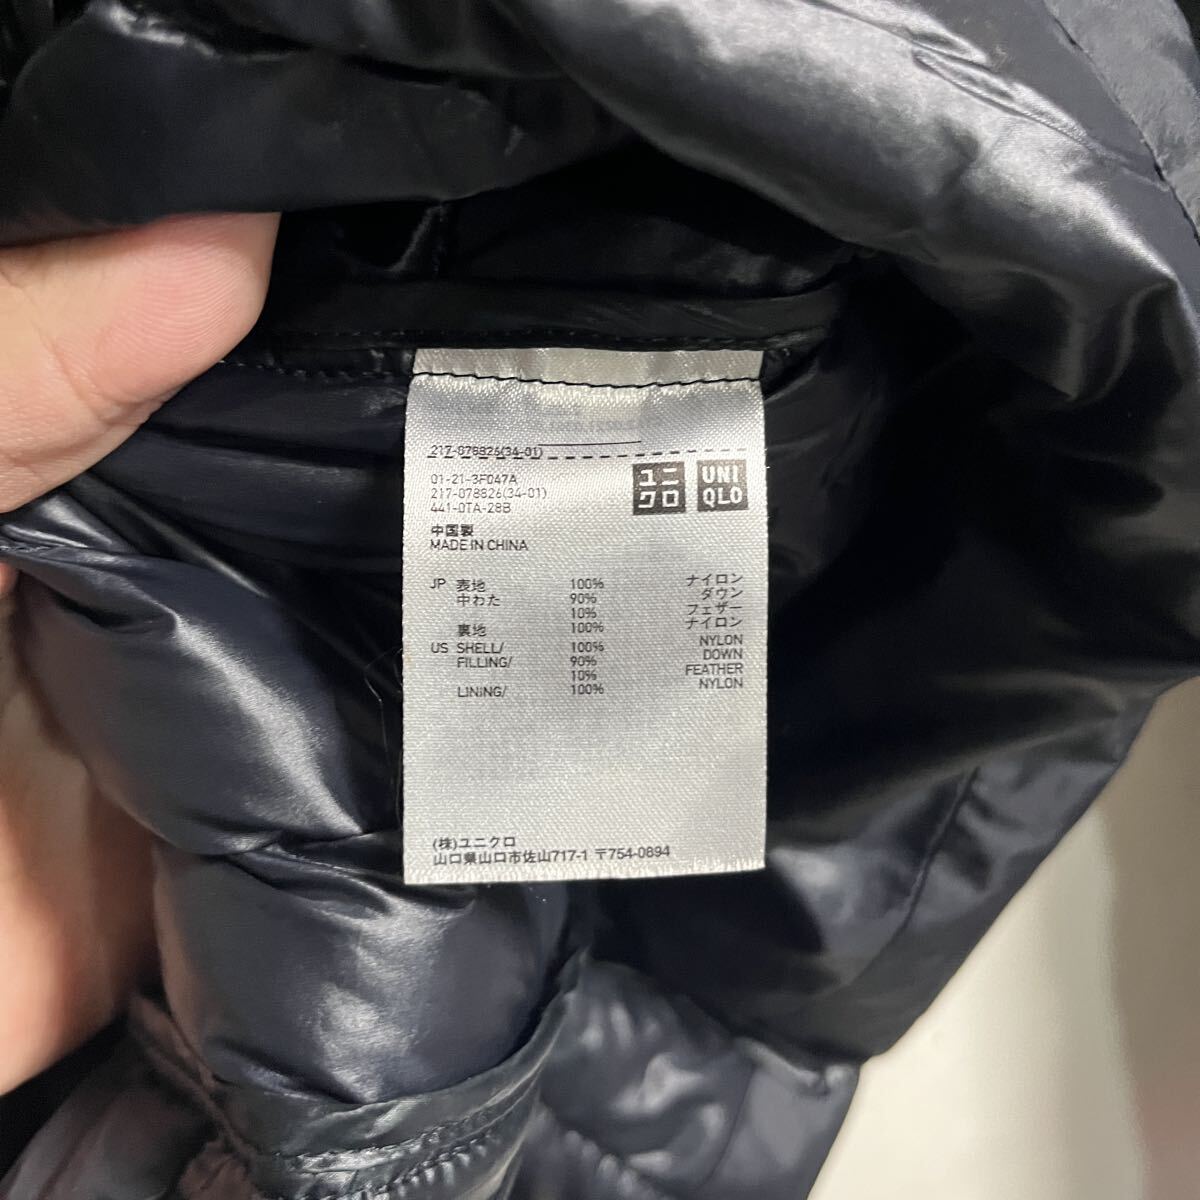 217-078826(34-01)
01-21-3F047A
217-078826(34-01)
441-0TA-28B
ユニクロ
UNIQLO
中国製
MADE IN CHINA
JP 表地 100% ナイロン
中わた 90% ダウン
10% フェザー
裏地 100% ナイロン
US SHELL/ 100% NYLON
FILLING/ 90% DOWN
10% FEATHER
LINING/ 100% NYLON
(株)ユニクロ
山口県山口市佐山717-1 〒754-0894